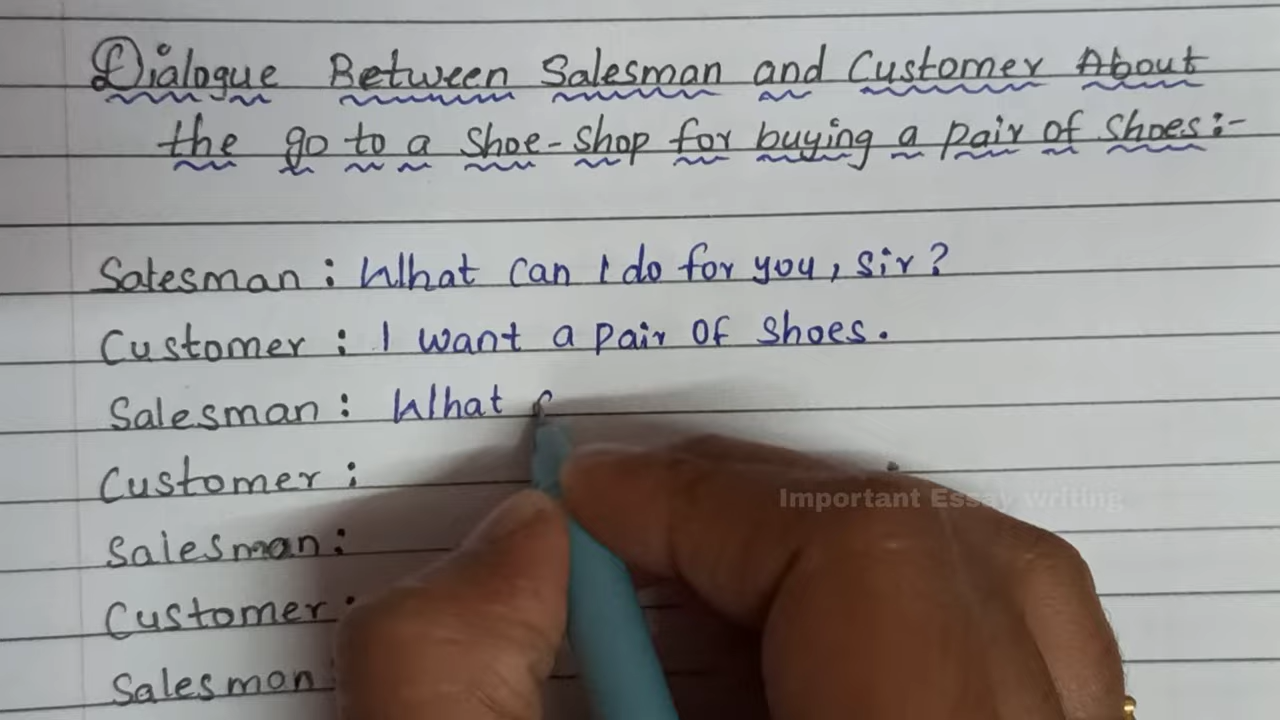 Dialogue Between Salesman and Customer About
the go to a shoe-shop for buying a pair of shoes:-
Salesman : What can I do for you, sir?
Customer : I want a pair of shoes.
Salesman : What
Customer :
Important Essay writing
Salesman :
Customer :
Salesman :